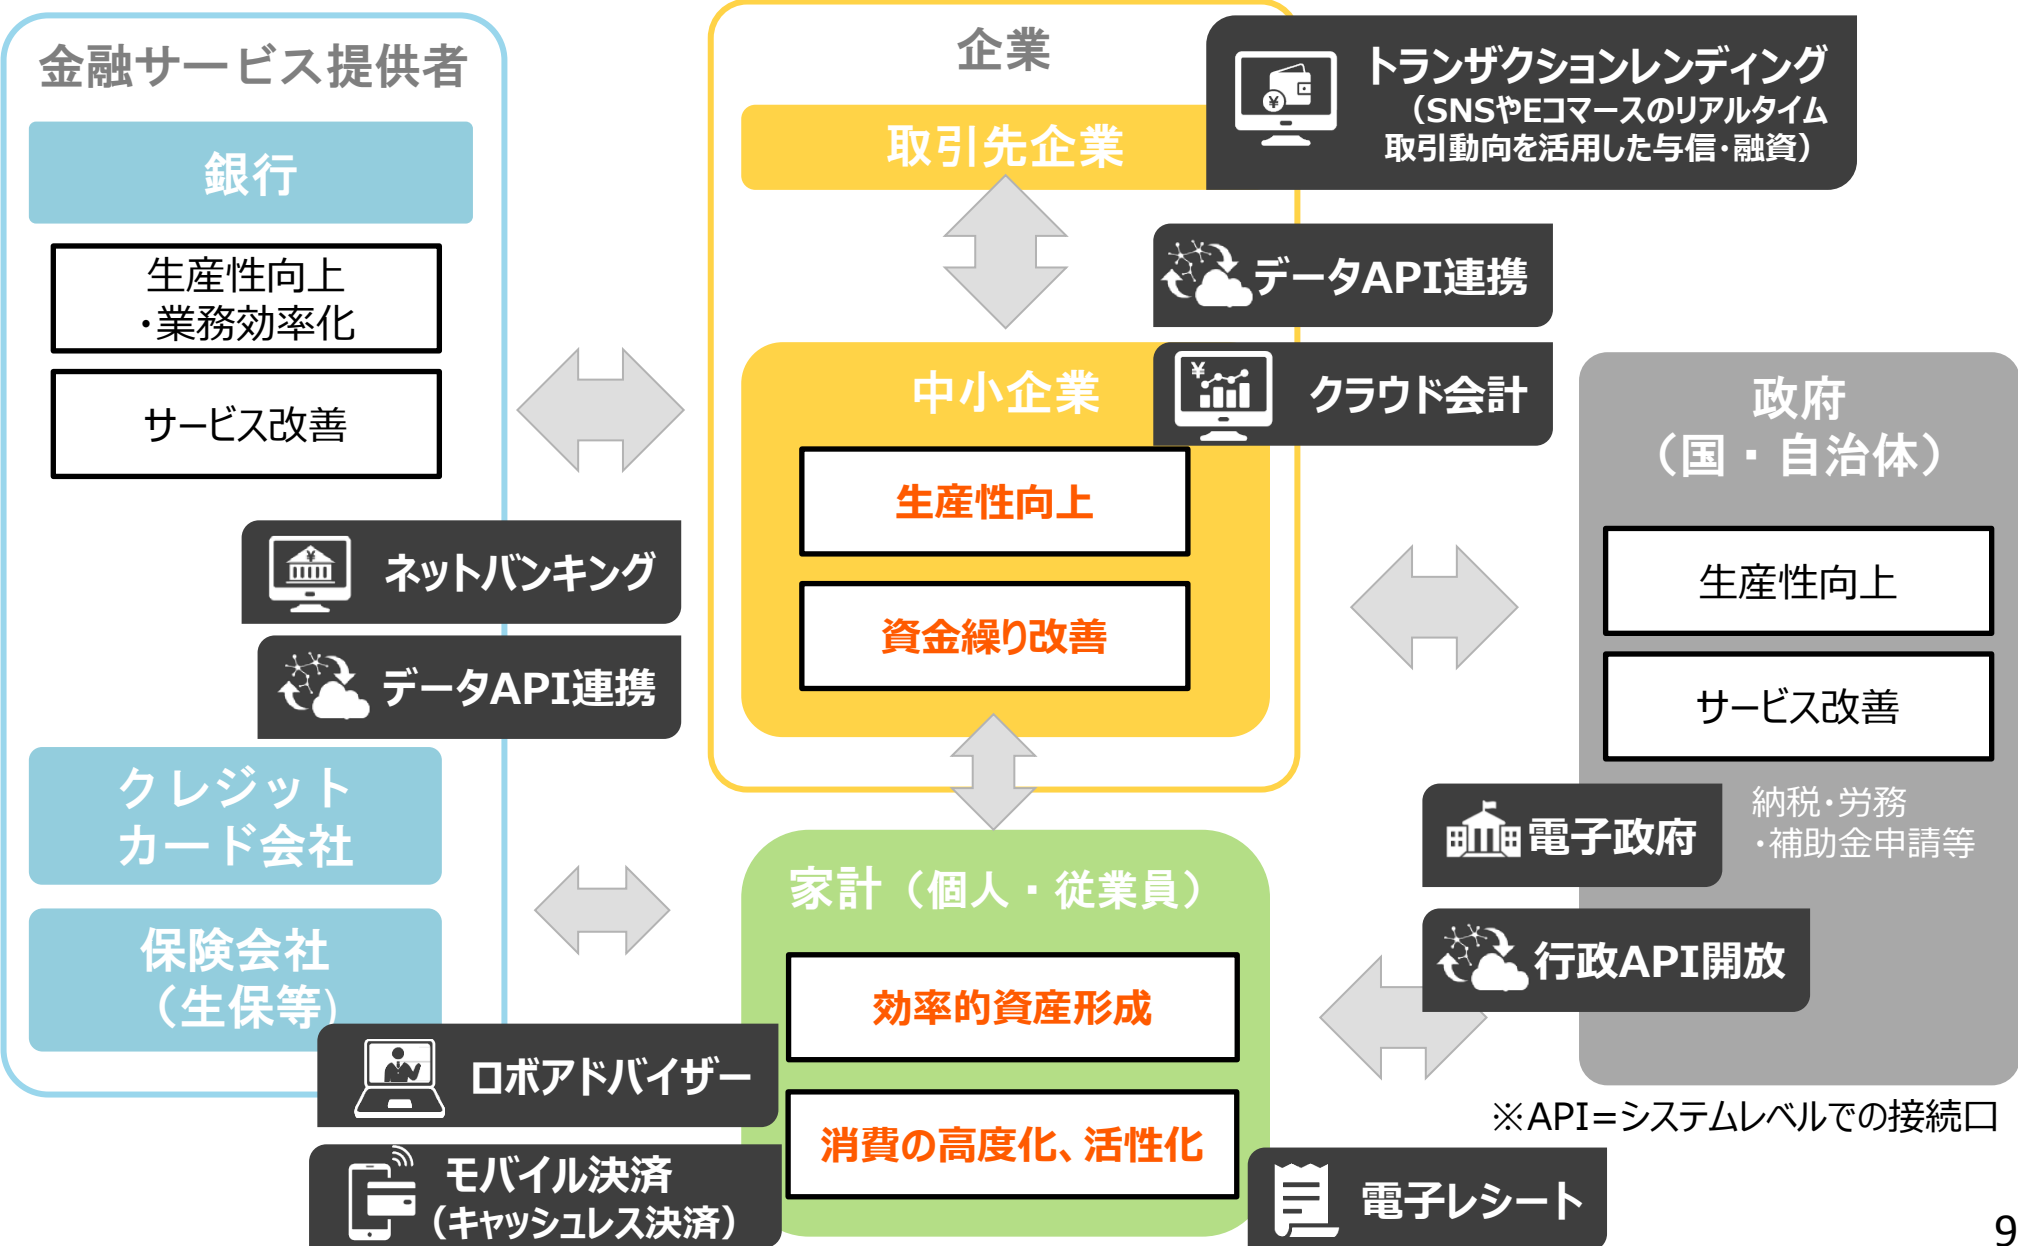 金融サービス提供者
銀行
生産性向上
・業務効率化
サービス改善
ネットバンキング
データAPI連携
クレジット
カード会社
保険会社
（生保等）
ロボアドバイザー
モバイル決済
（キャッシュレス決済）
企業
取引先企業
トランザクションレンディング
（SNSやEコマースのリアルタイム
取引動向を活用した与信・融資）
データAPI連携
中小企業
クラウド会計
生産性向上
資金繰り改善
家計（個人・従業員）
効率的資産形成
消費の高度化、活性化
電子レシート
政府
（国・自治体）
生産性向上
サービス改善
電子政府
納税・労務
・補助金申請等
行政API開放
※API=システムレベルでの接続口
9